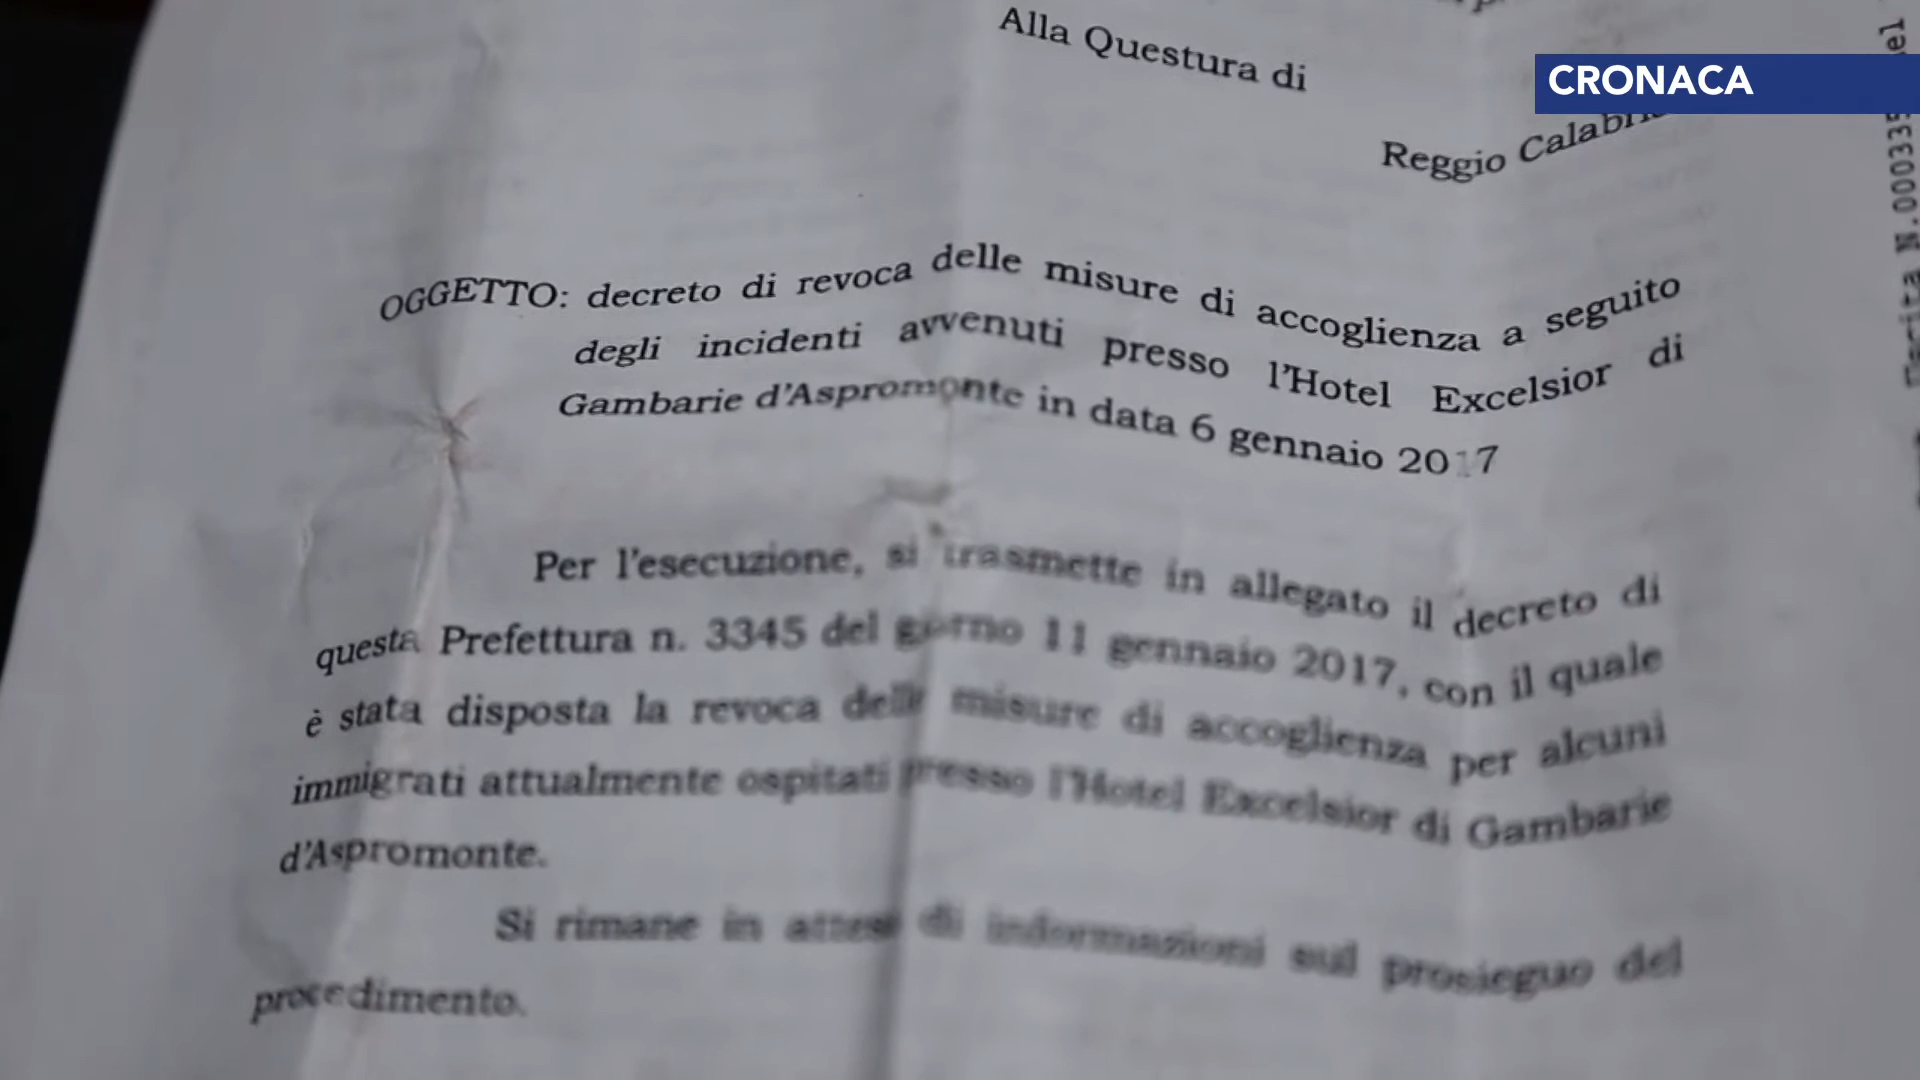 Alla Questura di
CRONACA
Reggio
OGGETTO: decreto di revoca delle misure di accoglienza a seguito
degli incidenti avvenuti presso l'Hotel Excelsior di
Gambarie d'Aspromonte in data 6 gennaio 2017
Per l'esecuzione, si trasmette in allegato il decreto di
questa Prefettura n. 3345 del giorno 11 gennaio 2017, con il quale
è stata disposta la revoca delle misure di accoglienza per alcuni
immigrati attualmente ospitati presso l'Hotel Excelsior di Gambarie
d'Aspromonte.
Si rimane in attesa di informazioni sul prosieguo del
procedimento.